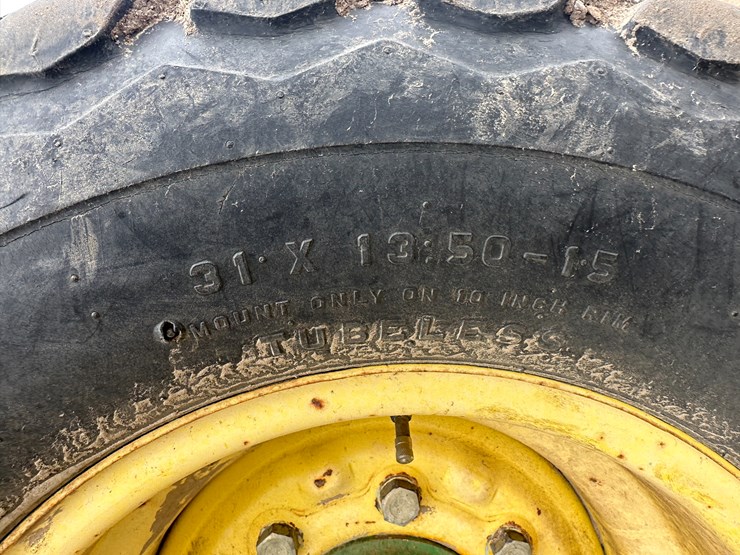 31 X 13.50-15
MOUNT ONLY ON 10 INCH RIM
TUBELESS